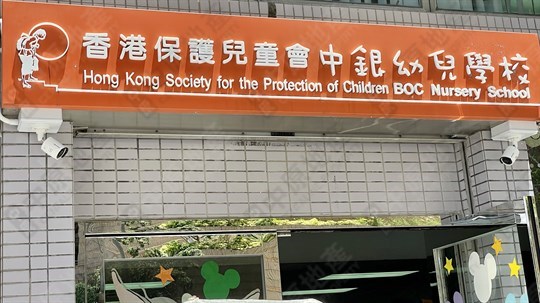 香港保護兒童會中銀幼兒學校
Hong Kong Society for the Protection of Children BOC Nursery School